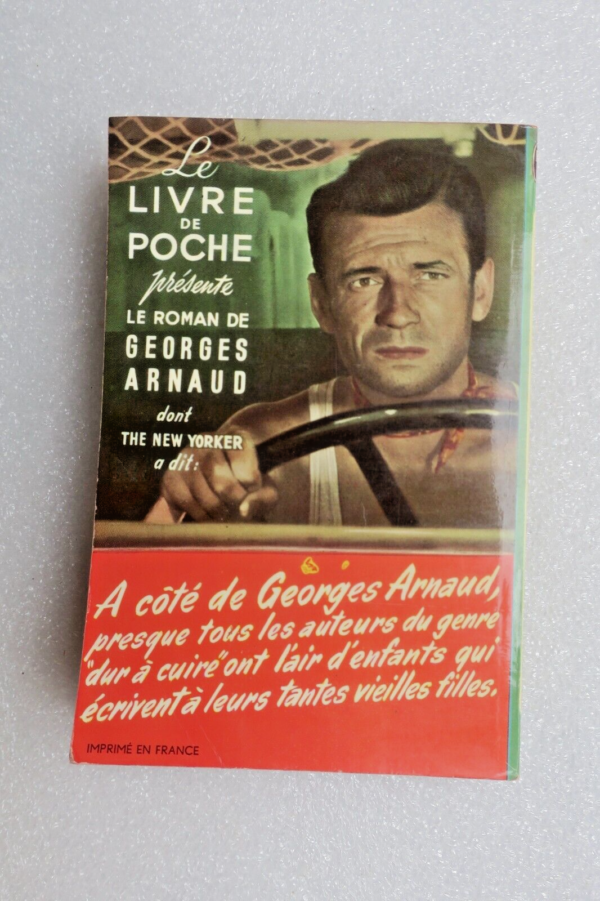 Le
LIVRE
DE
POCHE
présente
LE ROMAN DE
GEORGES
ARNAUD
dont
THE NEW YORKER
a dit:
A côté de Georges Arnaud,
presque tous les auteurs du genre
"dur à cuire" ont l'air d'enfants qui
écrivent à leurs tantes vieilles filles.
IMPRIMÉ EN FRANCE